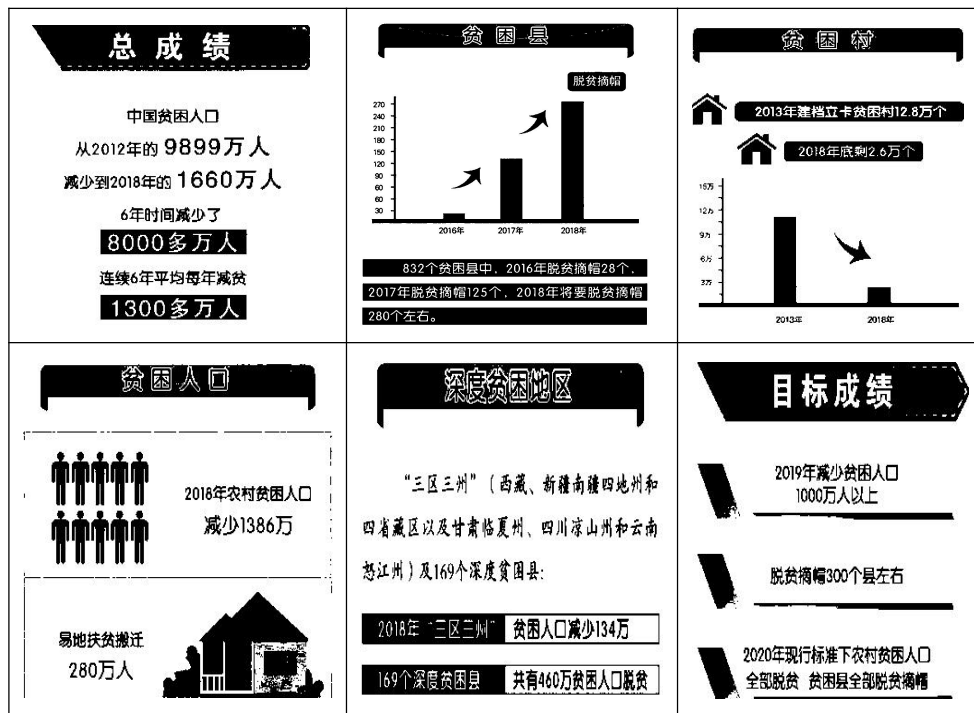 总成绩
中国贫困人口
从2012年的 9899万人
减少到2018年的 1660万人
6年时间减少了
8000多万人
连续6年平均每年减贫
1300多万人
贫困县
脱贫摘帽
270
240
210
180
150
120
90
60
30
2016年
2017年
2018年
832个贫困县中，2016年脱贫摘帽28个，
2017年脱贫摘帽125个，2018年将要脱贫摘帽
280个左右。
贫困村
2013年建档立卡贫困村12.8万个
2018年底剩2.6万个
15万
12万
9万
6万
3万
2013年
2018年
贫困人口
2018年农村贫困人口
减少1386万
易地扶贫搬迁
280万人
深度贫困地区
“三区三州”（西藏、新疆南疆四地州和
四省藏区以及甘肃临夏州、四川凉山州和云南
怒江州）及169个深度贫困县：
2018年“三区三州” 贫困人口减少134万
169个深度贫困县 共有460万贫困人口脱贫
目标成绩
2019年减少贫困人口
1000万人以上
脱贫摘帽300个县左右
2020年现行标准下农村贫困人口
全部脱贫 贫困县全部脱贫摘帽